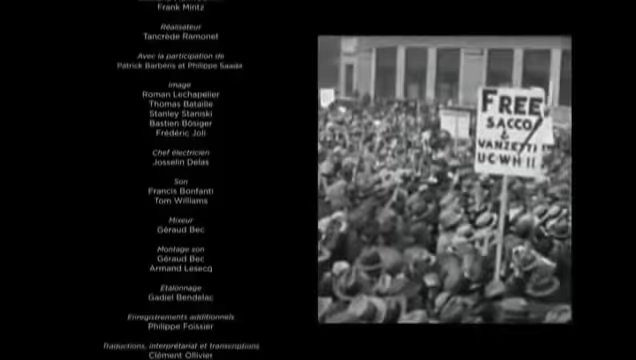 Frank Mintz
Réalisateur
Tancrède Ramonet
Avec la participation de
Patrick Barbéris et Philippe Saada
Image
Roman Lechapelier
Thomas Bataille
Stanley Staniski
Bastien Bösiger
Frédéric Joli
Chef électricien
Josselin Delas
Son
Francis Bonfanti
Tom Williams
Mixeur
Géraud Bec
Montage son
Géraud Bec
Armand Lesecq
Etalonnage
Gadiel Bendelac
Enregistrements additionnels
Philippe Foissier
Traductions, interprétariat et transcriptions
Clément Ollivier
FREE
SACCO
&
VANZETTI